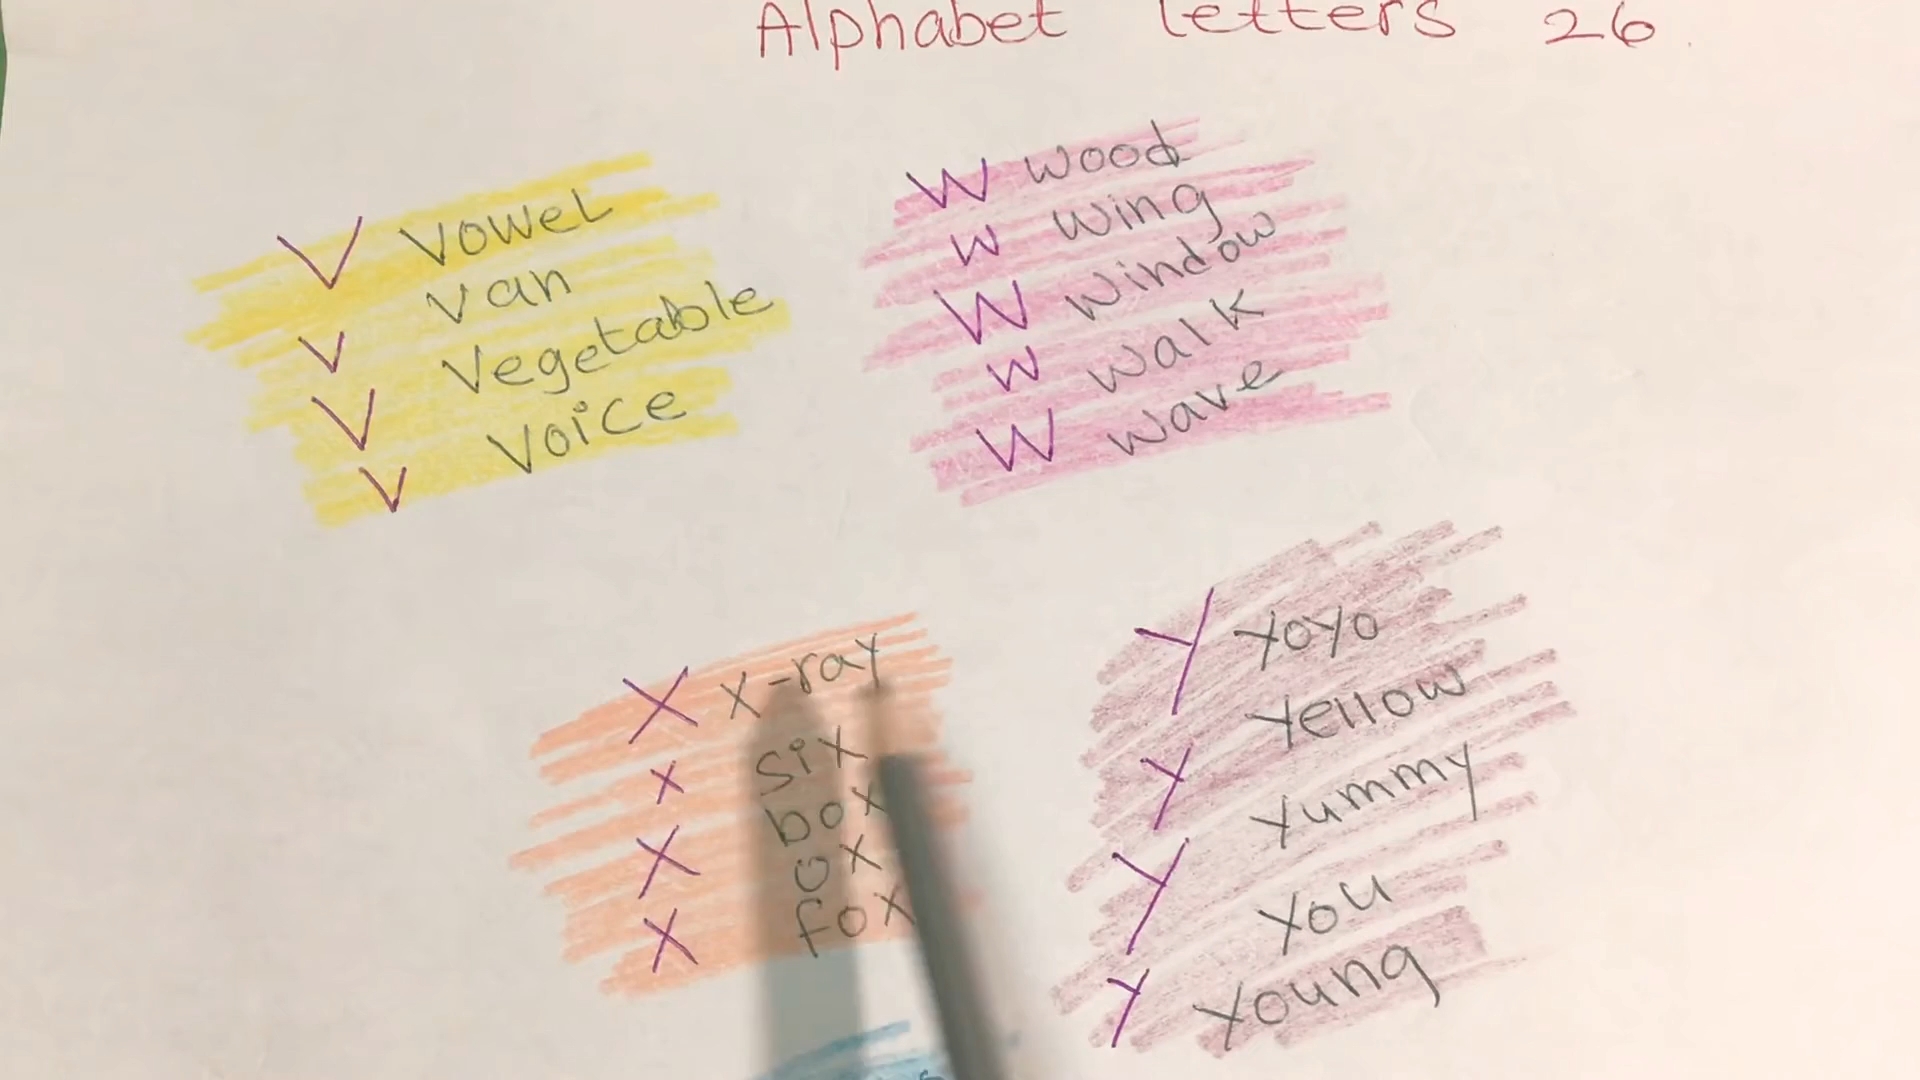 Alphabet letters 26
V vowel
v van
V vegetable
v voice
W wood
w wing
W window
w walk
W wave
X x-ray
x six
X box
ox
X fox
Y yoyo
yellow
y yummy
Y you
y young